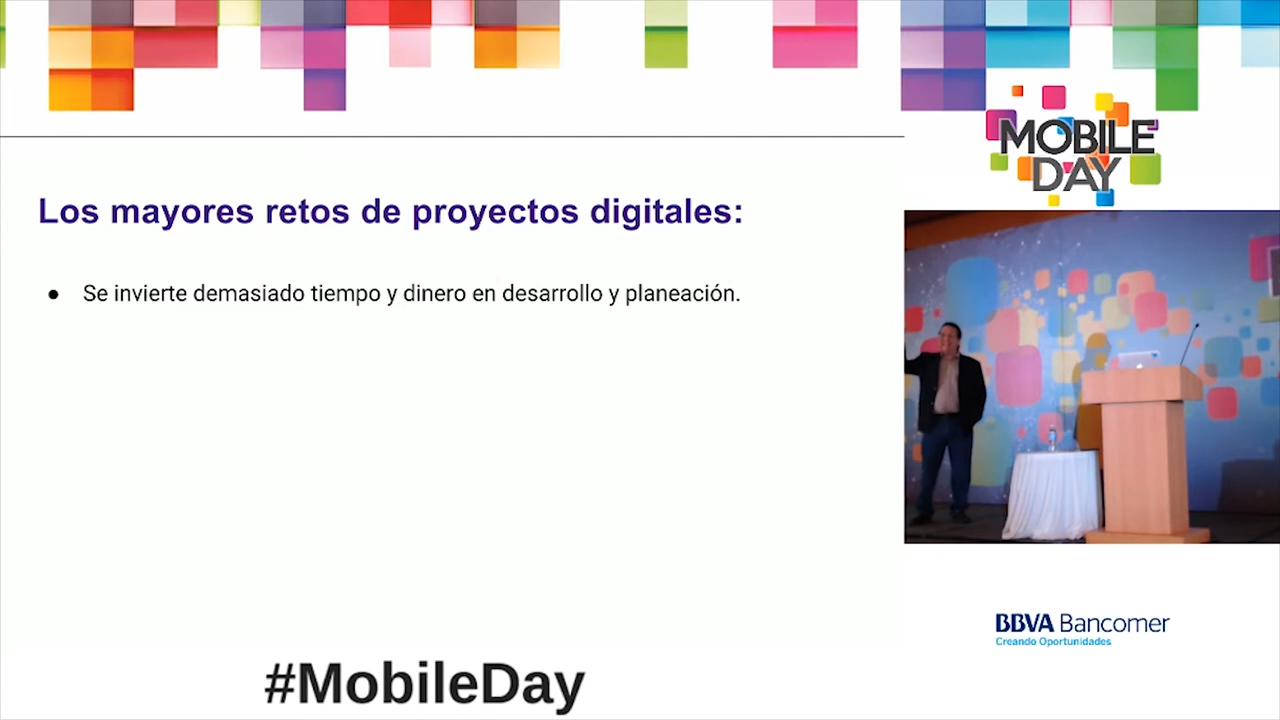 MOBILE
DAY
Los mayores retos de proyectos digitales:
● Se invierte demasiado tiempo y dinero en desarrollo y planeación.
BBVA Bancomer
Creando Oportunidades
#MobileDay